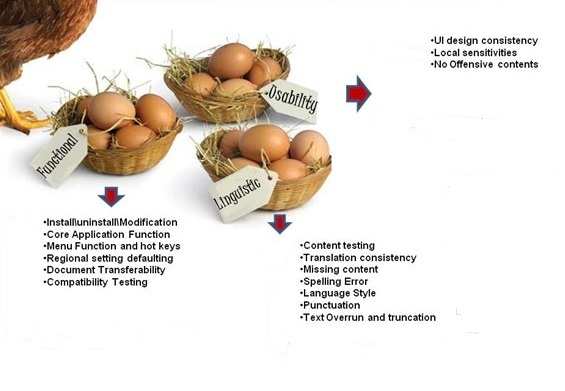 •UI design consistency
•Local sensitivities
•No Offensive contents
Usability
Functional
Linguistic
•Install\uninstall\Modification
•Core Application Function
•Menu Function and hot keys
•Regional setting defaulting
•Document Transferability
•Compatibility Testing
•Content testing
•Translation consistency
•Missing content
•Spelling Error
•Language Style
•Punctuation
•Text Overrun and truncation